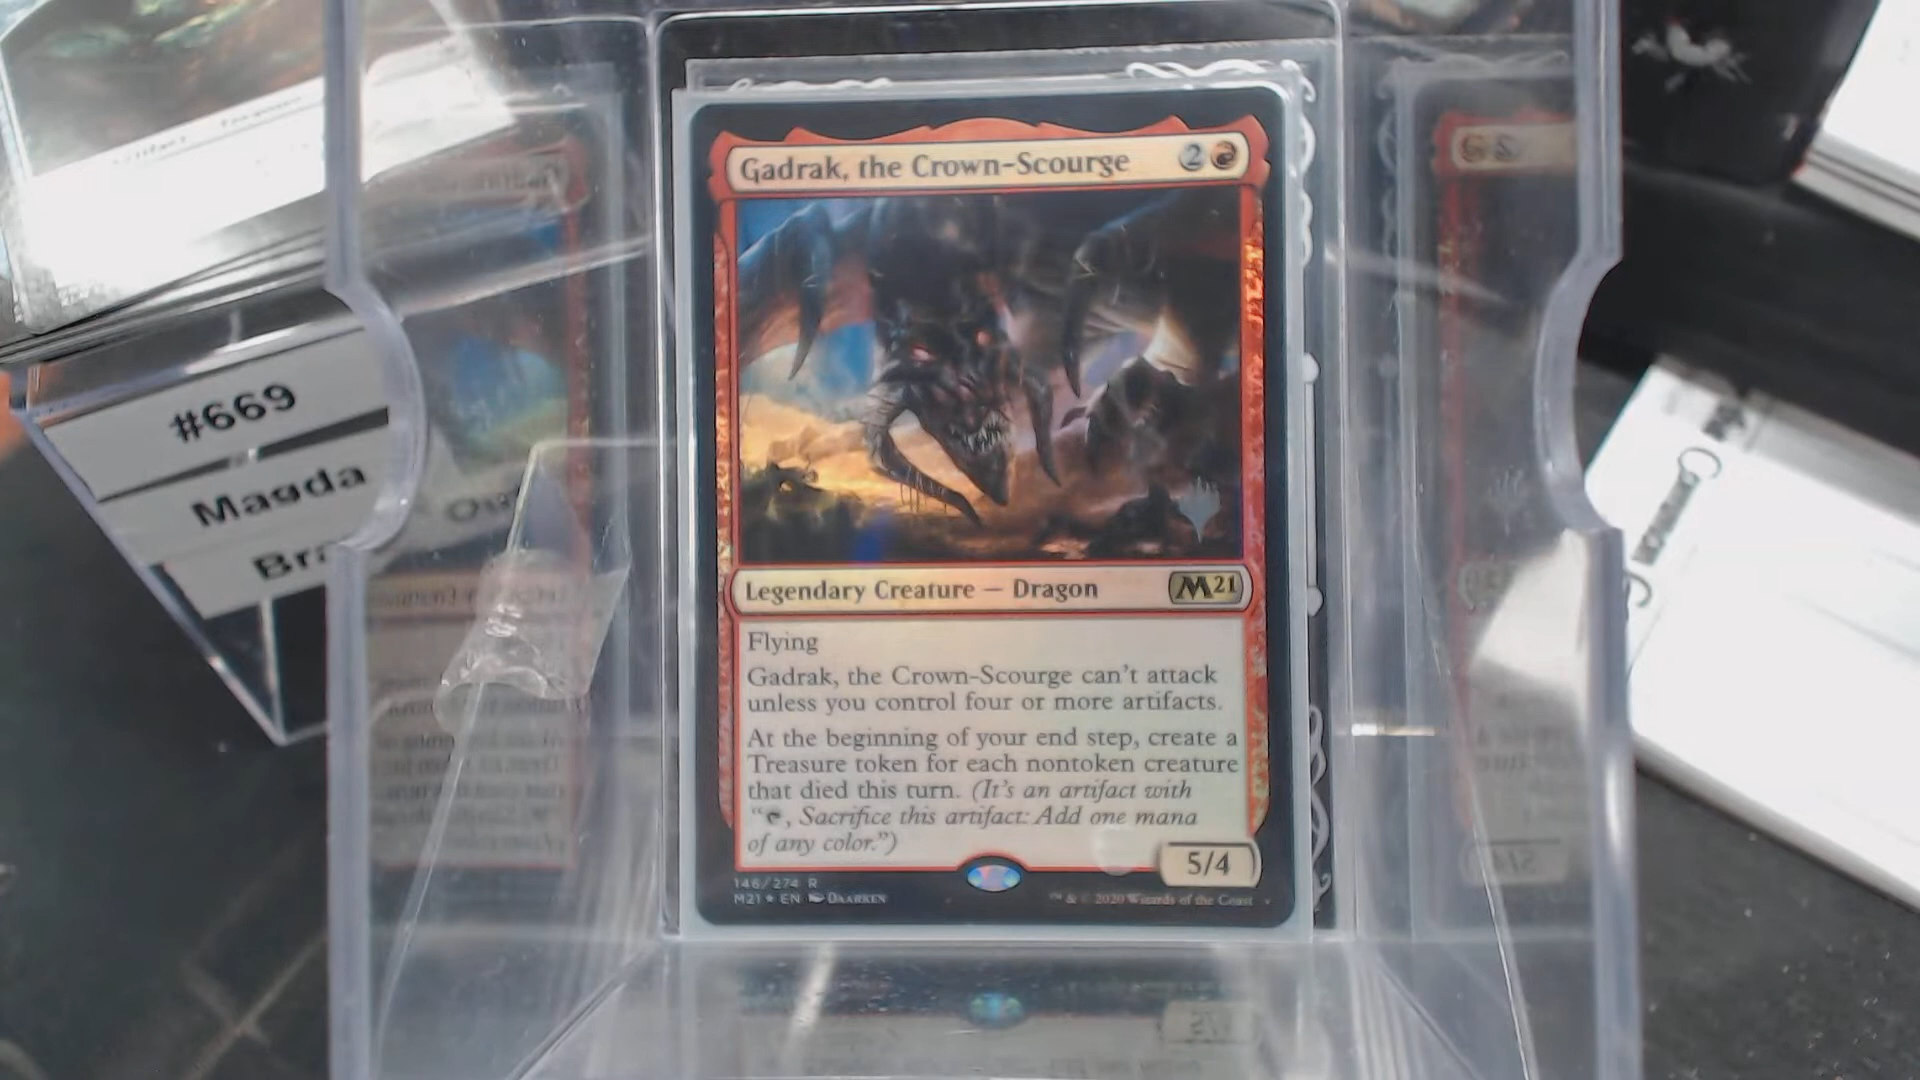 Gadrak, the Crown-Scourge 2
Legendary Creature — Dragon M21
Flying
Gadrak, the Crown-Scourge can't attack
unless you control four or more artifacts.
At the beginning of your end step, create a
Treasure token for each nontoken creature
that died this turn. (It's an artifact with
", Sacrifice this artifact: Add one mana
of any color.")
5/4
146/274 R
M21 ★ EN DAARKEN
™ & © 2020 Wizards of the Coast
#669
Magda